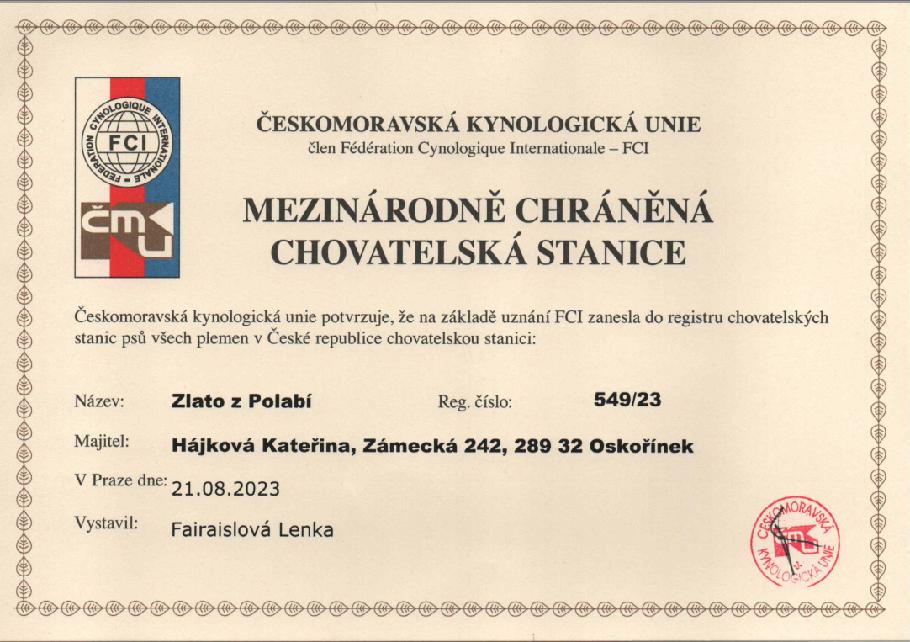 FEDERATION CYNOLOGIQUE INTERNATIONALE
FCI
čmku
ČESKOMORAVSKÁ KYNOLOGICKÁ UNIE
člen Fédération Cynologique Internationale – FCI
MEZINÁRODNĚ CHRÁNĚNÁ
CHOVATELSKÁ STANICE
Českomoravská kynologická unie potvrzuje, že na základě uznání FCI zanesla do registru chovatelských
stanic psů všech plemen v České republice chovatelskou stanici:
Název: Zlato z Polabí Reg. číslo: 549/23
Majitel: Hájková Kateřina, Zámecká 242, 289 32 Oskořínek
V Praze dne: 21.08.2023
Vystavil: Fairaislová Lenka
ČESKOMORAVSKÁ
KYNOLOGICKÁ UNIE